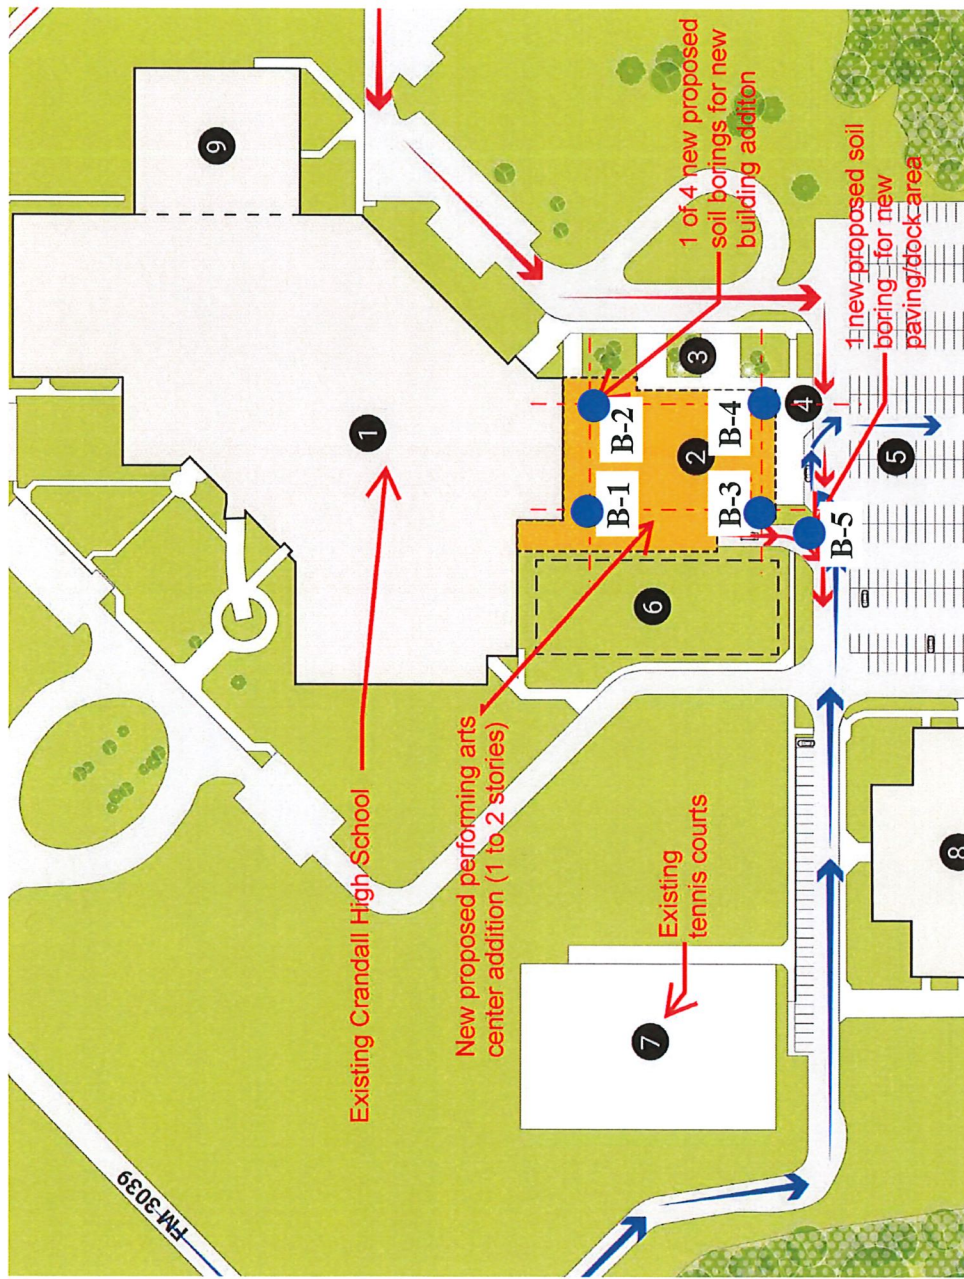 FM 3039
Existing Crandall High School
New proposed performing arts
center addition (1 to 2 stories)
Existing
tennis courts
1 of 4 new proposed
soil borings for new
building additon
1 new proposed soil
boring for new
paving/dock area
B-1
B-2
B-3
B-4
B-5
1
2
3
4
5
6
7
8
9